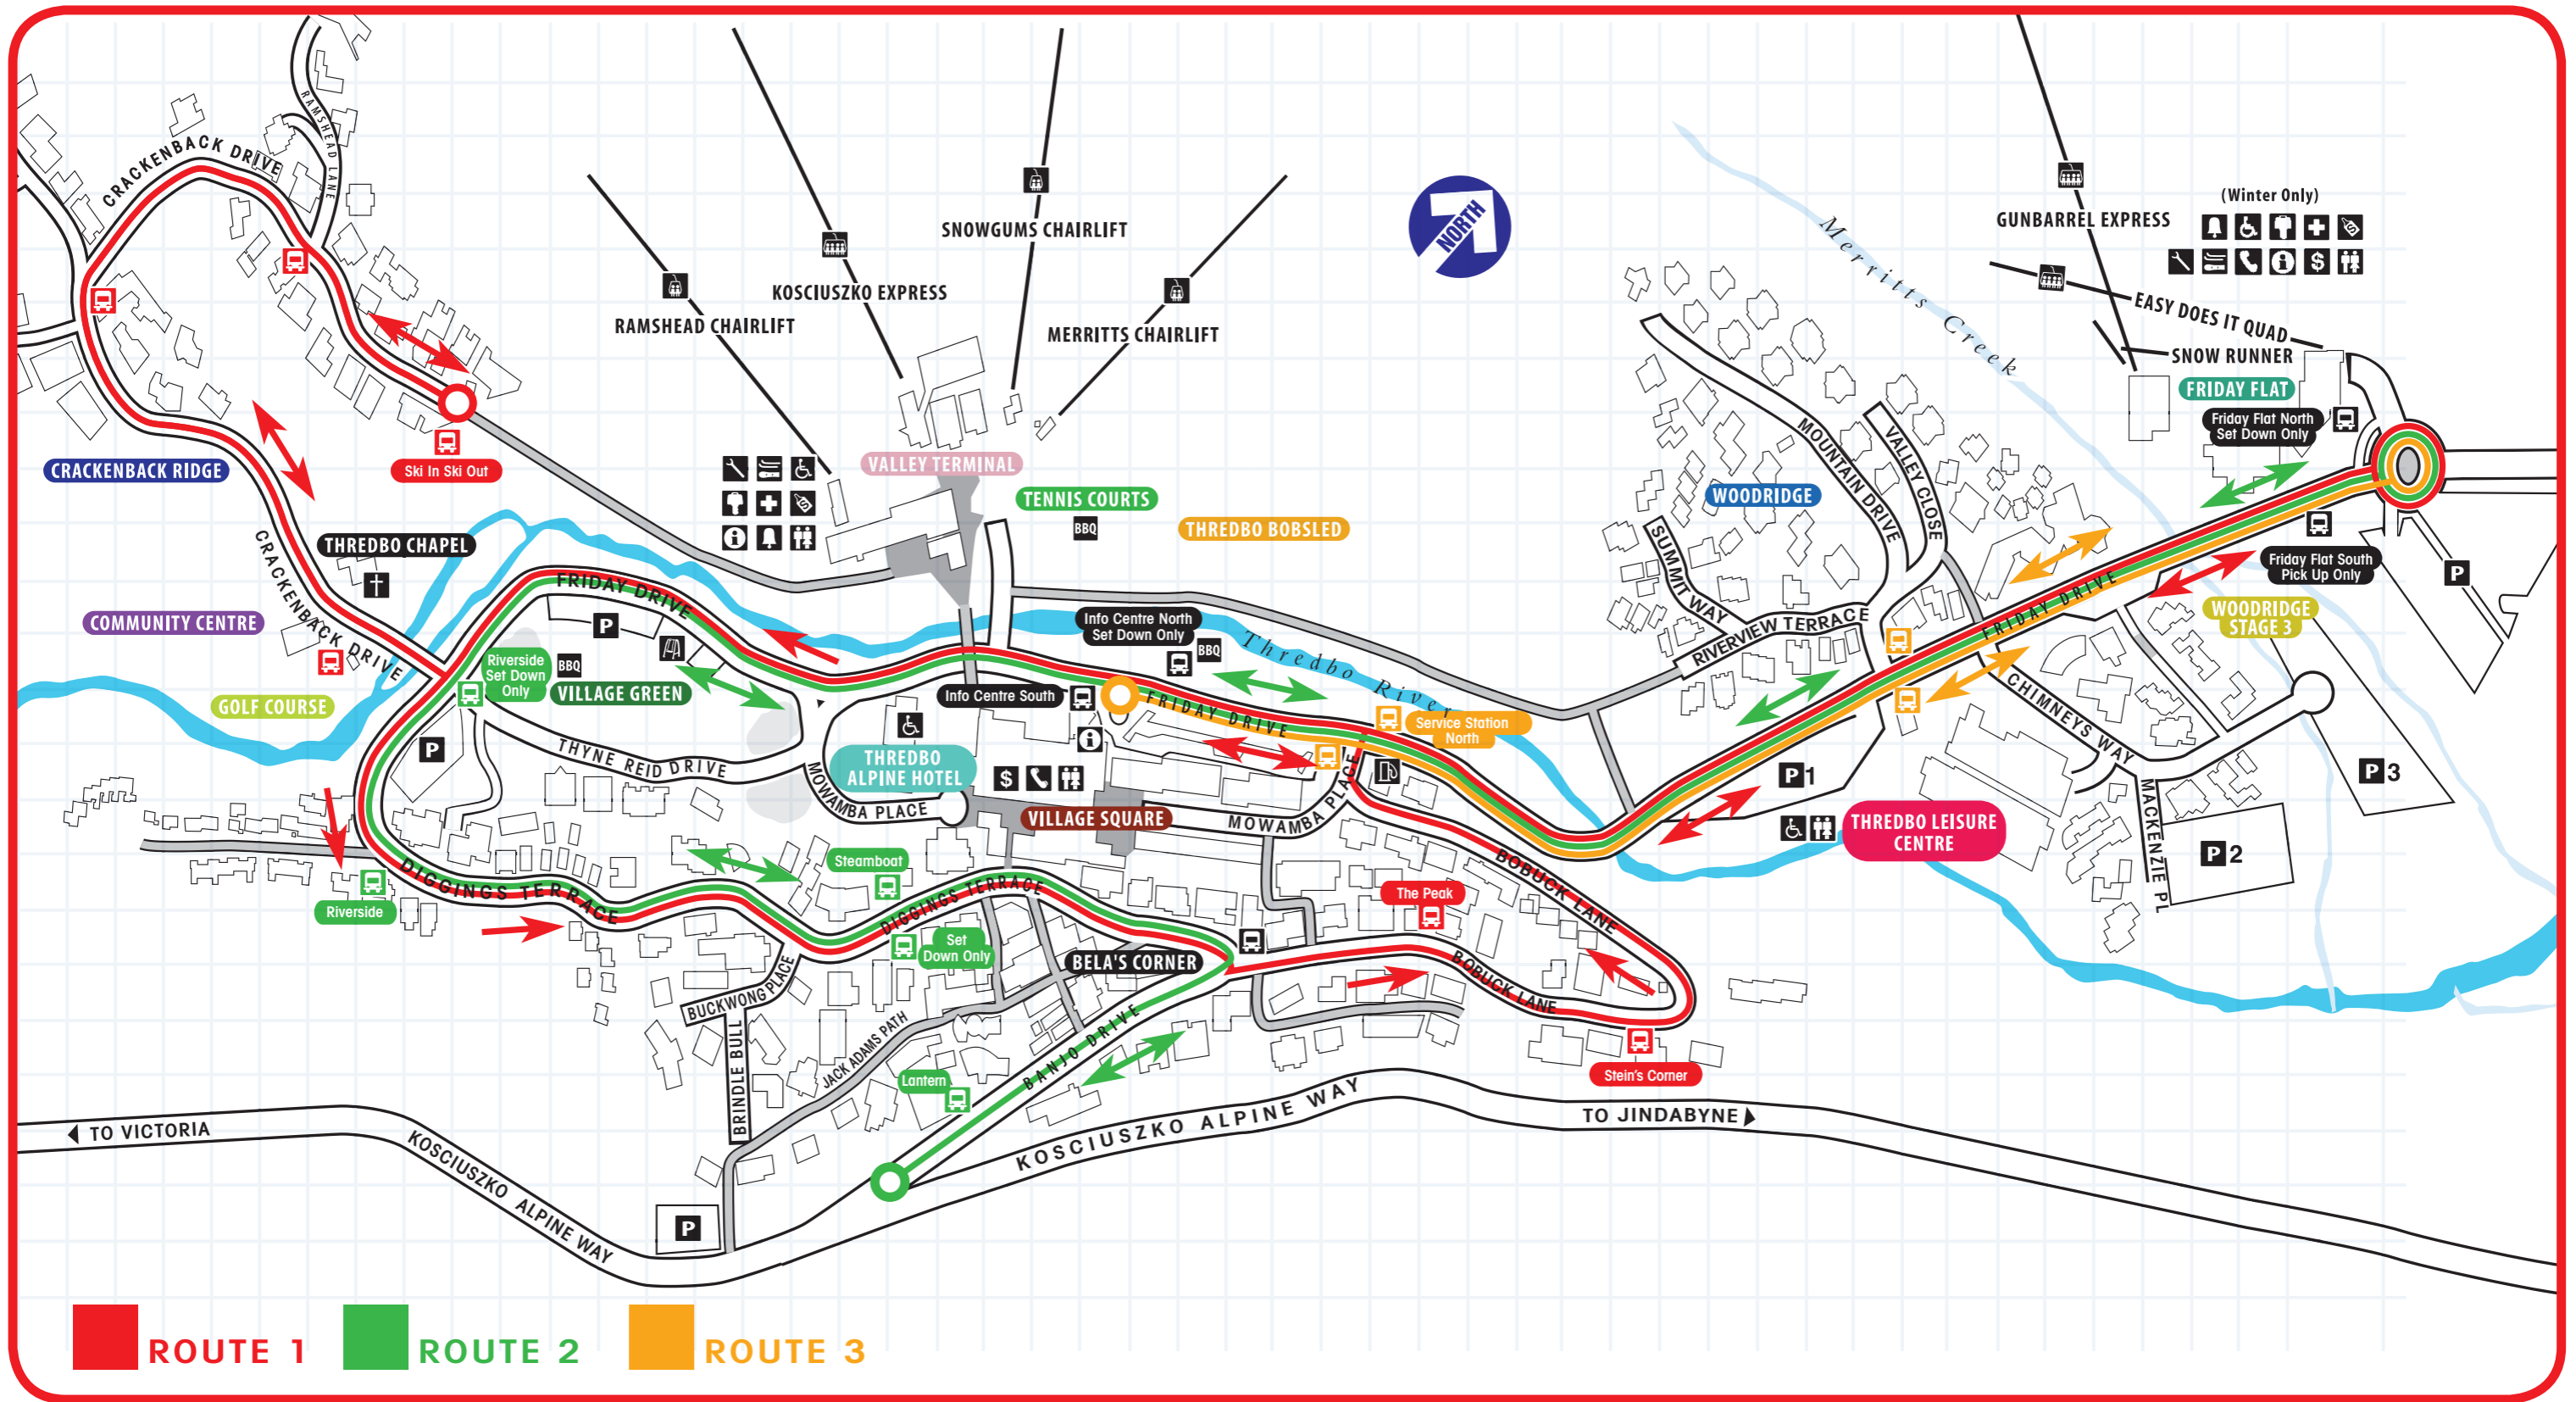 RAMSHEAD LANE
CRACKENBACK DRIVE
CRACKENBACK RIDGE
Ski In Ski Out
RAMSHEAD CHAIRLIFT
KOSCIUSZKO EXPRESS
SNOWGUMS CHAIRLIFT
MERRITTS CHAIRLIFT
NORTH
Merritts Creek
GUNBARREL EXPRESS
(Winter Only)
EASY DOES IT QUAD
SNOW RUNNER
FRIDAY FLAT
Friday Flat North
Set Down Only
VALLEY TERMINAL
TENNIS COURTS
BBQ
THREDBO BOBSLED
WOODRIDGE
MOUNTAIN DRIVE
VALLEY CLOSE
SUMMIT WAY
RIVERVIEW TERRACE
FRIDAY DRIVE
Friday Flat South
Pick Up Only
P
WOODRIDGE
STAGE 3
THREDBO CHAPEL
CRACKENBACK DRIVE
COMMUNITY CENTRE
GOLF COURSE
FRIDAY DRIVE
P
Riverside
Set Down
Only
BBQ
VILLAGE GREEN
P
THYNE REID DRIVE
Info Centre North
Set Down Only
BBQ
Info Centre South
Thredbo River
FRIDAY DRIVE
Service Station
North
THREDBO
ALPINE HOTEL
$
MOWAMBA PLACE
VILLAGE SQUARE
MOWAMBA PLACE
P1
CHIMNEYS WAY
MACKENZIE PL
P3
P2
THREDBO LEISURE
CENTRE
DIGGINGS TERRACE
Riverside
Steamboat
DIGGINGS TERRACE
Set
Down Only
BELA'S CORNER
The Peak
BOBUCK LANE
BOBUCK LANE
Stein's Corner
BUCKWONG PLACE
BRINDLE BULL
JACK ADAMS PATH
Lantern
BANJO DRIVE
TO VICTORIA
KOSCIUSZKO ALPINE WAY
P
KOSCIUSZKO ALPINE WAY
TO JINDABYNE
ROUTE 1
ROUTE 2
ROUTE 3